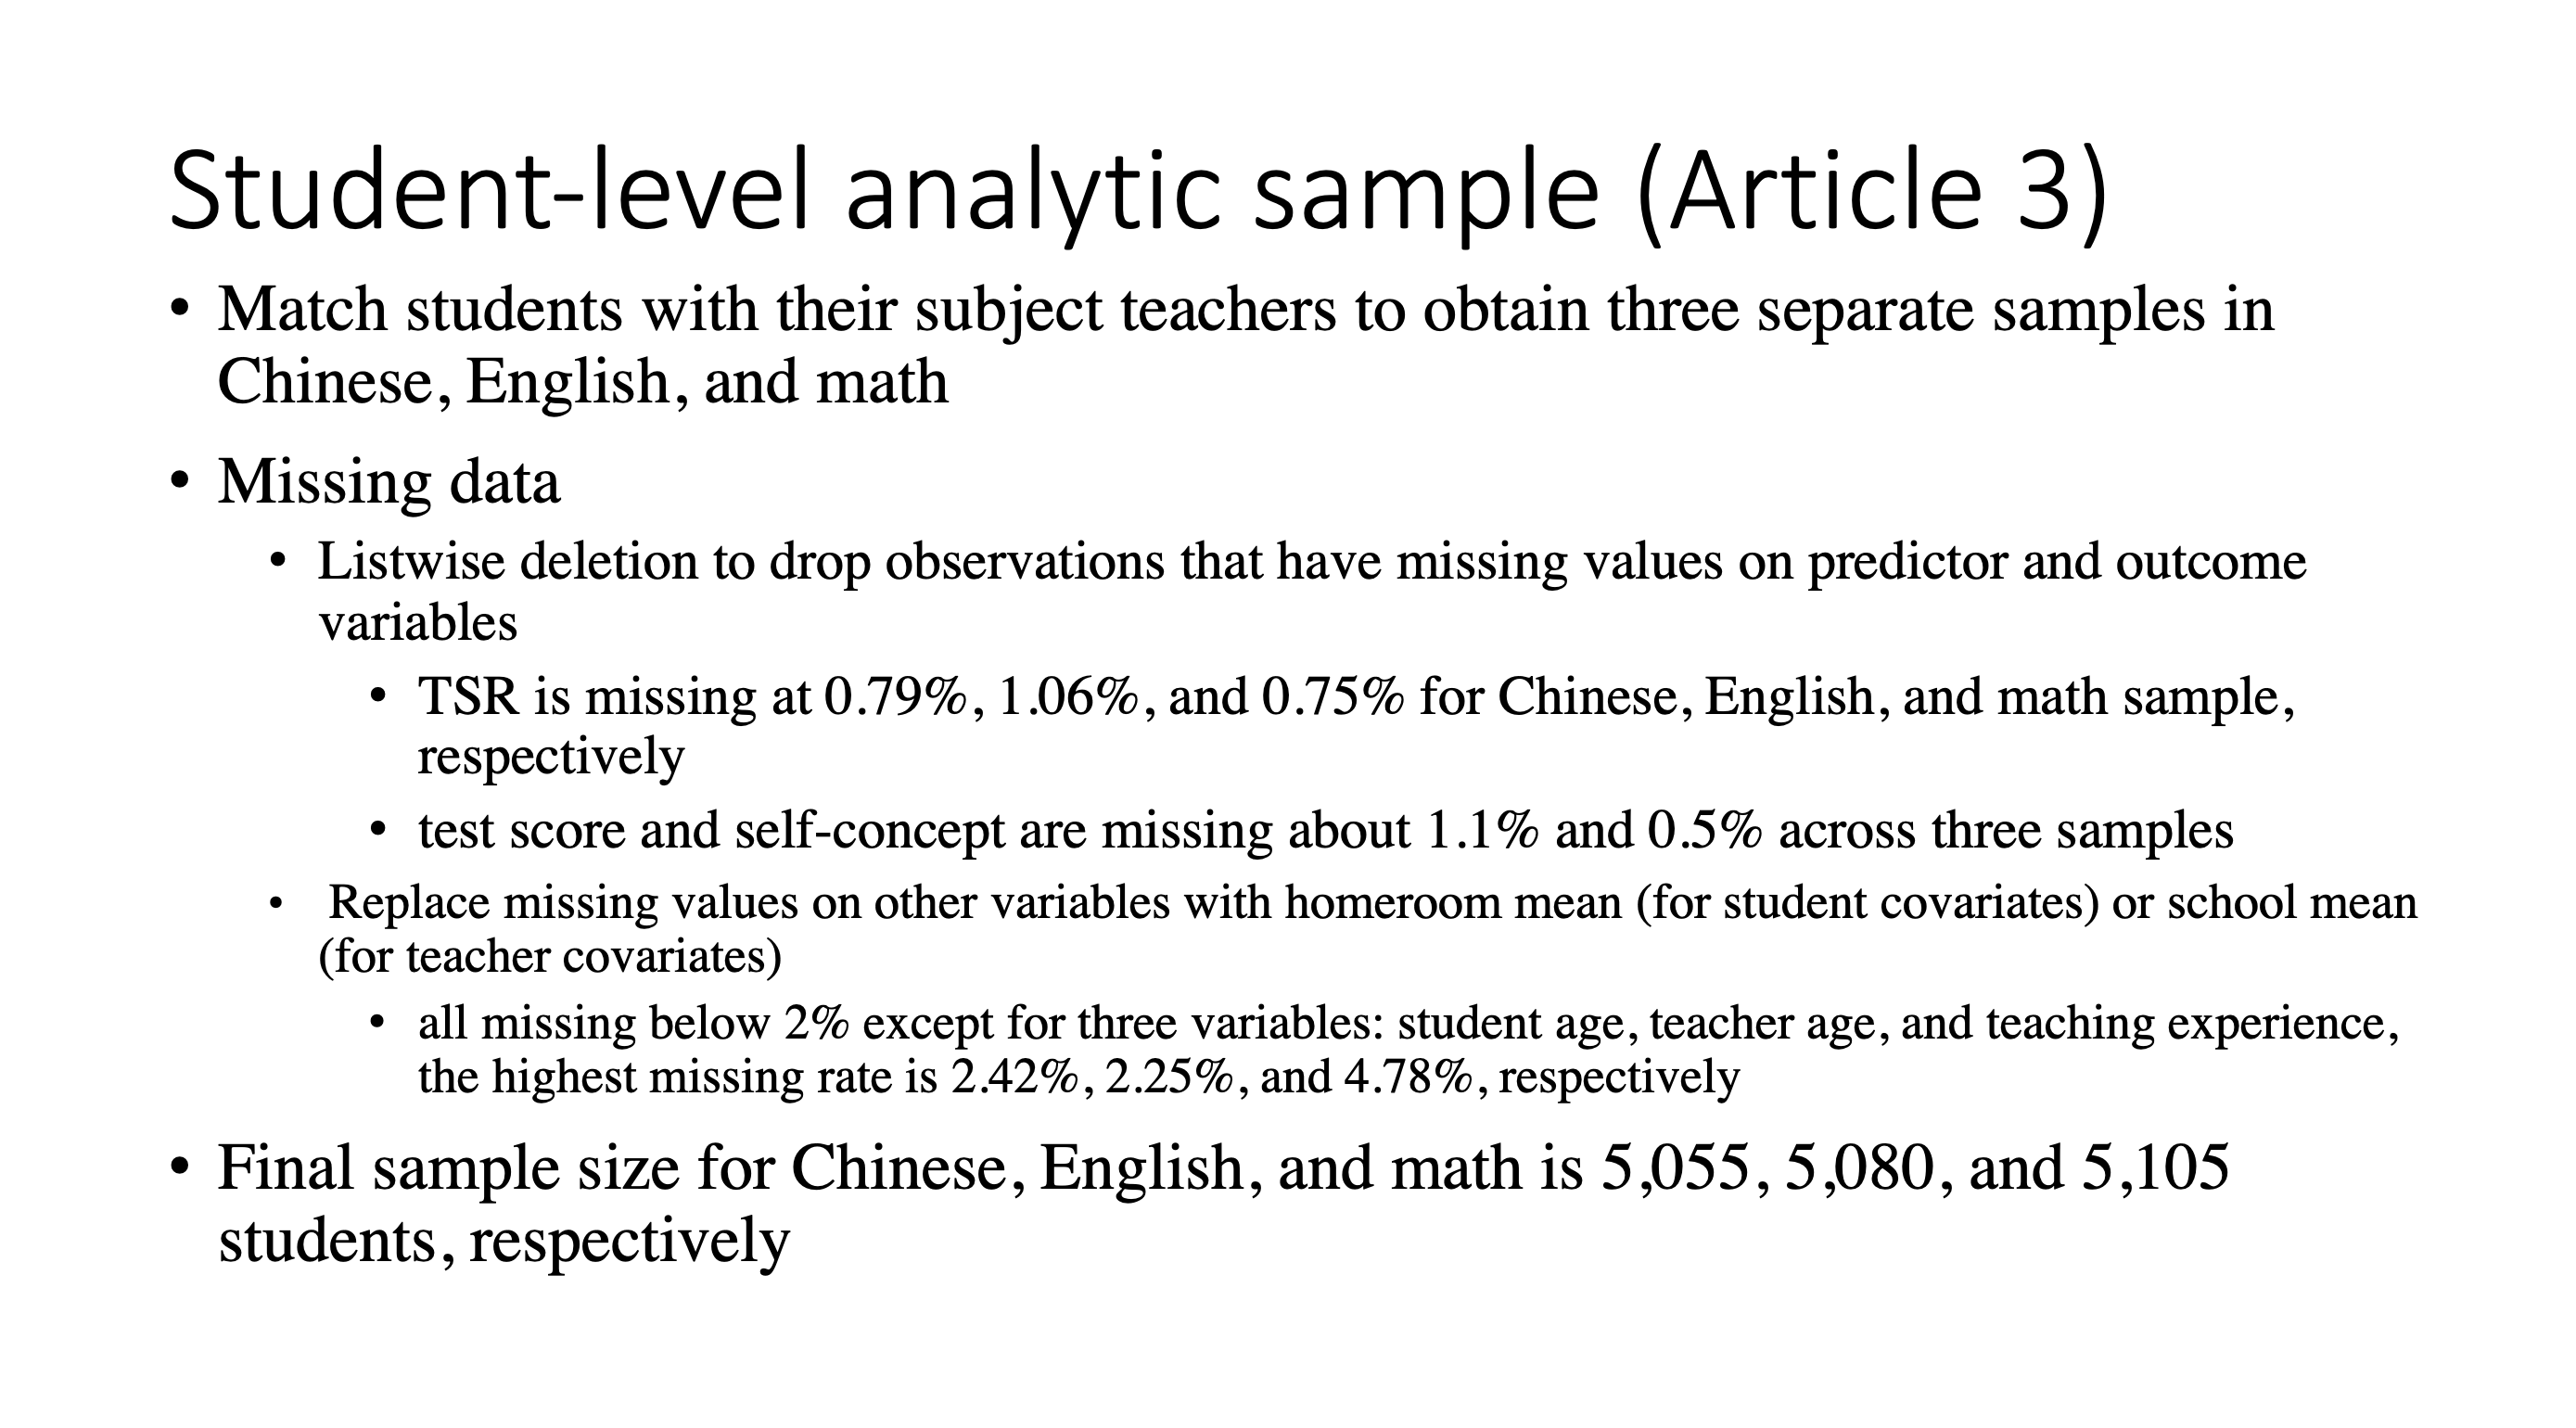 Student-level analytic sample (Article 3)
• Match students with their subject teachers to obtain three separate samples in
Chinese, English, and math
• Missing data
• Listwise deletion to drop observations that have missing values on predictor and outcome
variables
• TSR is missing at 0.79%, 1.06%, and 0.75% for Chinese, English, and math sample,
respectively
• test score and self-concept are missing about 1.1% and 0.5% across three samples
• Replace missing values on other variables with homeroom mean (for student covariates) or school mean
(for teacher covariates)
• all missing below 2% except for three variables: student age, teacher age, and teaching experience,
the highest missing rate is 2.42%, 2.25%, and 4.78%, respectively
• Final sample size for Chinese, English, and math is 5,055, 5,080, and 5,105
students, respectively